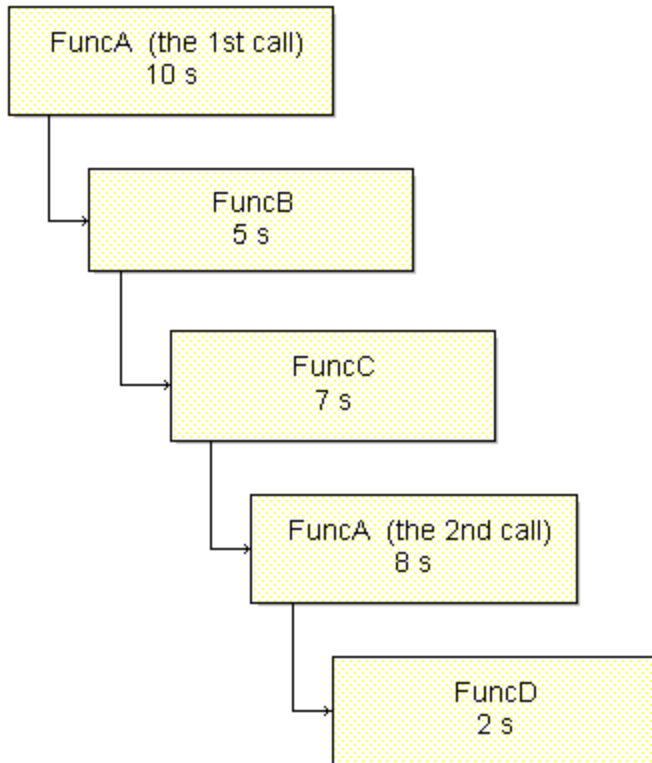 FuncA (the 1st call)
10 s
FuncB
5 s
FuncC
7 s
FuncA (the 2nd call)
8 s
FuncD
2 s